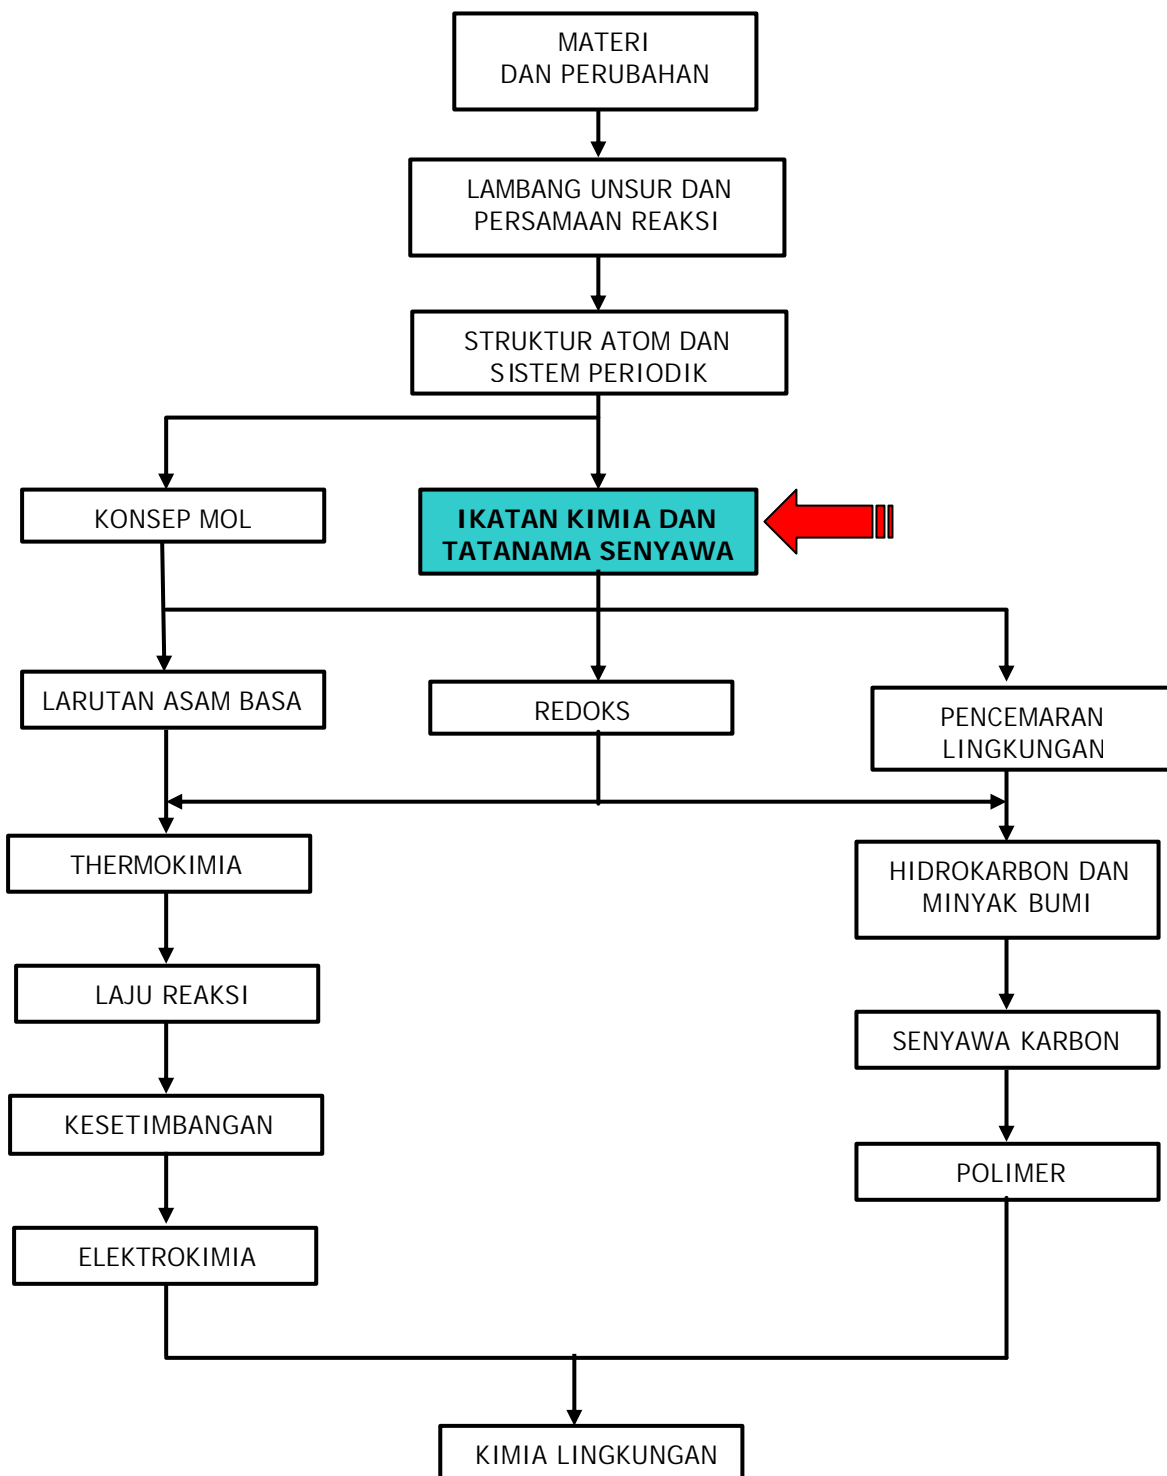 MATERI
DAN PERUBAHAN
LAMBANG UNSUR DAN
PERSAMAAN REAKSI
STRUKTUR ATOM DAN
SISTEM PERIODIK
KONSEP MOL
IKATAN KIMIA DAN
TATANAMA SENYAWA
LARUTAN ASAM BASA
REDOKS
PENCEMARAN
LINGKUNGAN
THERMOKIMIA
HIDROKARBON DAN
MINYAK BUMI
LAJU REAKSI
SENYAWA KARBON
KESETIMBANGAN
POLIMER
ELEKTROKIMIA
KIMIA LINGKUNGAN